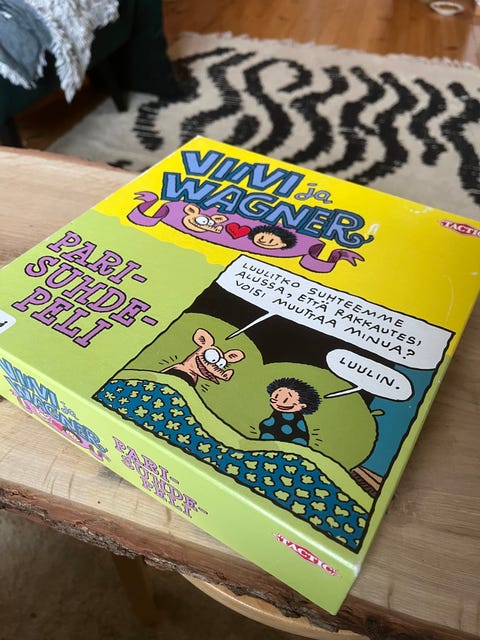 VIIVI ja
WAGNER
TACTIC
PARI-
SUHDE-
PELI
LUULITKO SUHTEEMME
ALUSSA, ETTÄ RAKKAUTESI
VOISI MUUTTAA MINUA?
LUULIN.
VIIVI ja
WAGNER
PARI-
SUHDE-
PELI
TACTIC